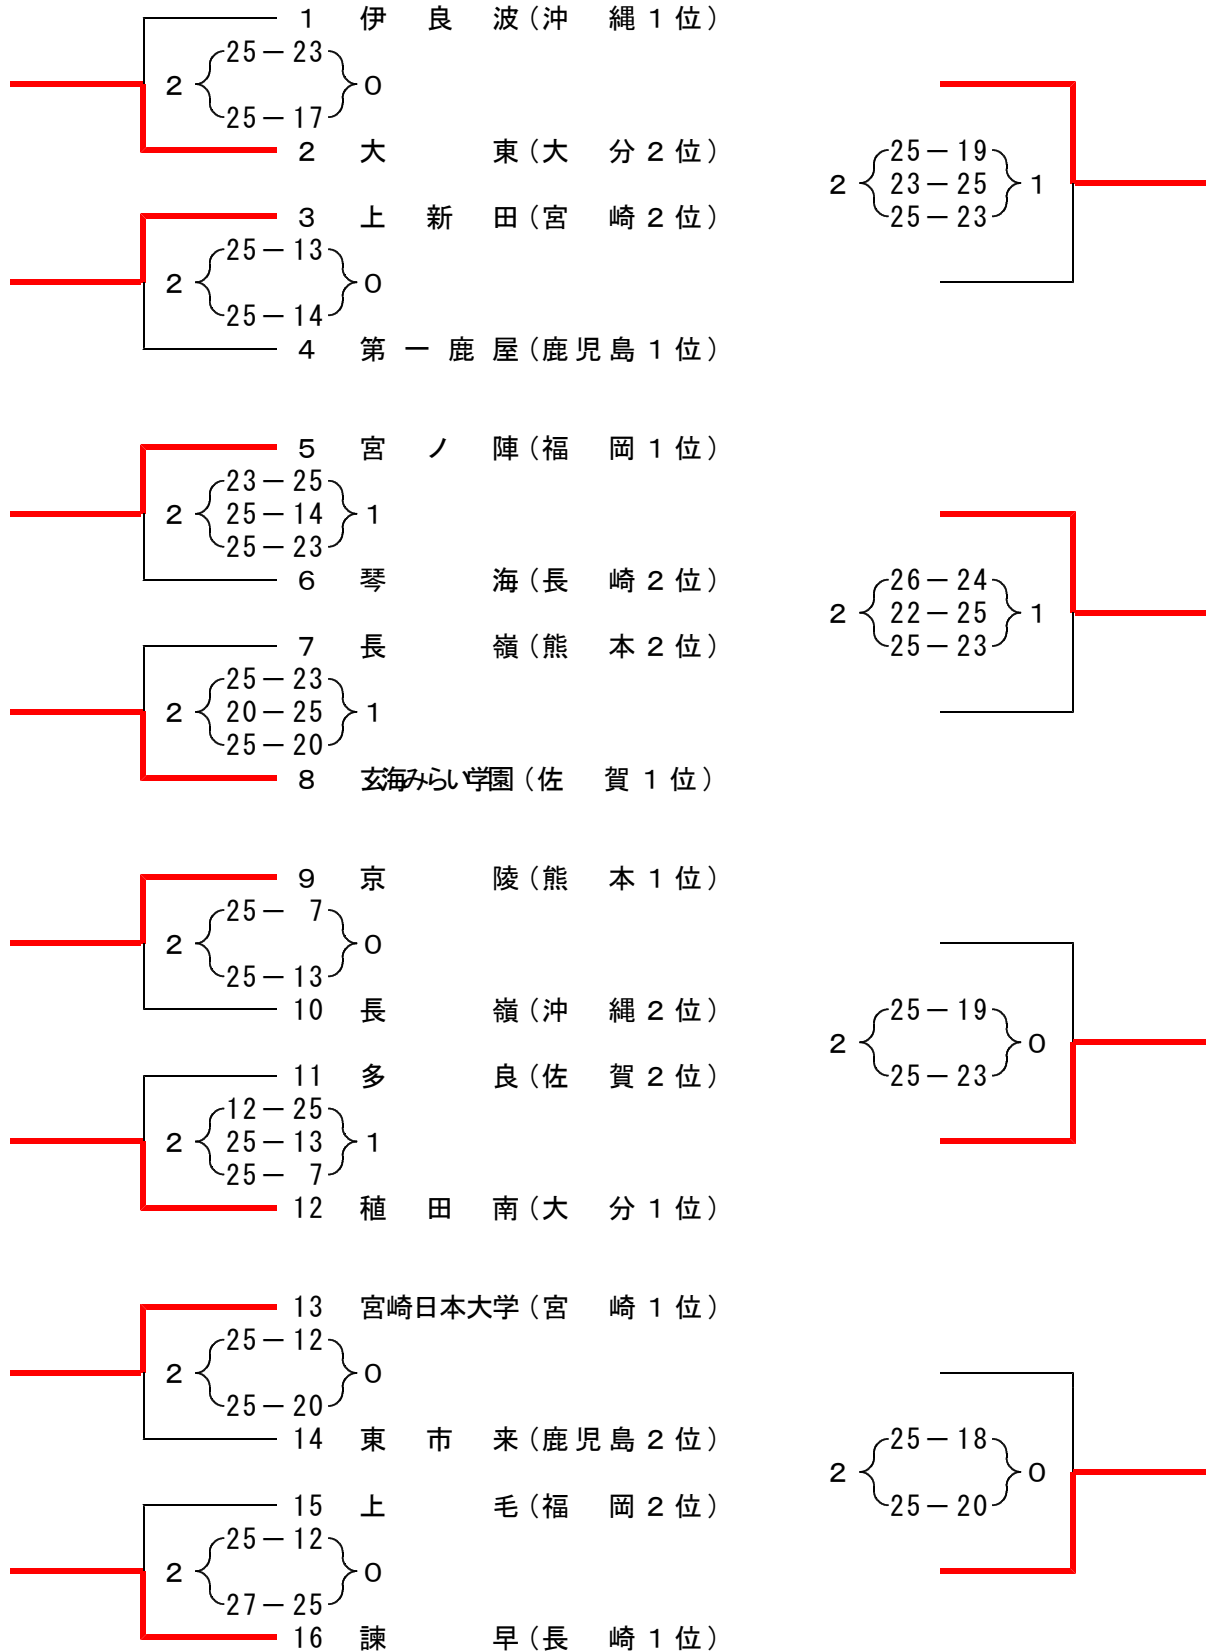 1 伊良波(沖縄1位)
25－23
2 0
25－17
2 大東(大分2位)
25－19
2 23－25 1
25－23
3 上新田(宮崎2位)
25－13
2 0
25－14
4 第一鹿屋(鹿児島1位)
5 宮ノ陣(福岡1位)
23－25
2 25－14 1
25－23
6 琴海(長崎2位)
26－24
2 22－25 1
25－23
7 長嶺(熊本2位)
25－23
2 20－25 1
25－20
8 玄海みらい学園(佐賀1位)
9 京陵(熊本1位)
25－7
2 0
25－13
10 長嶺(沖縄2位)
25－19
2 0
25－23
11 多良(佐賀2位)
12－25
2 25－13 1
25－7
12 稙田南(大分1位)
13 宮崎日本大学(宮崎1位)
25－12
2 0
25－20
14 東市来(鹿児島2位)
25－18
2 0
25－20
15 上毛(福岡2位)
25－12
2 0
27－25
16 諫早(長崎1位)